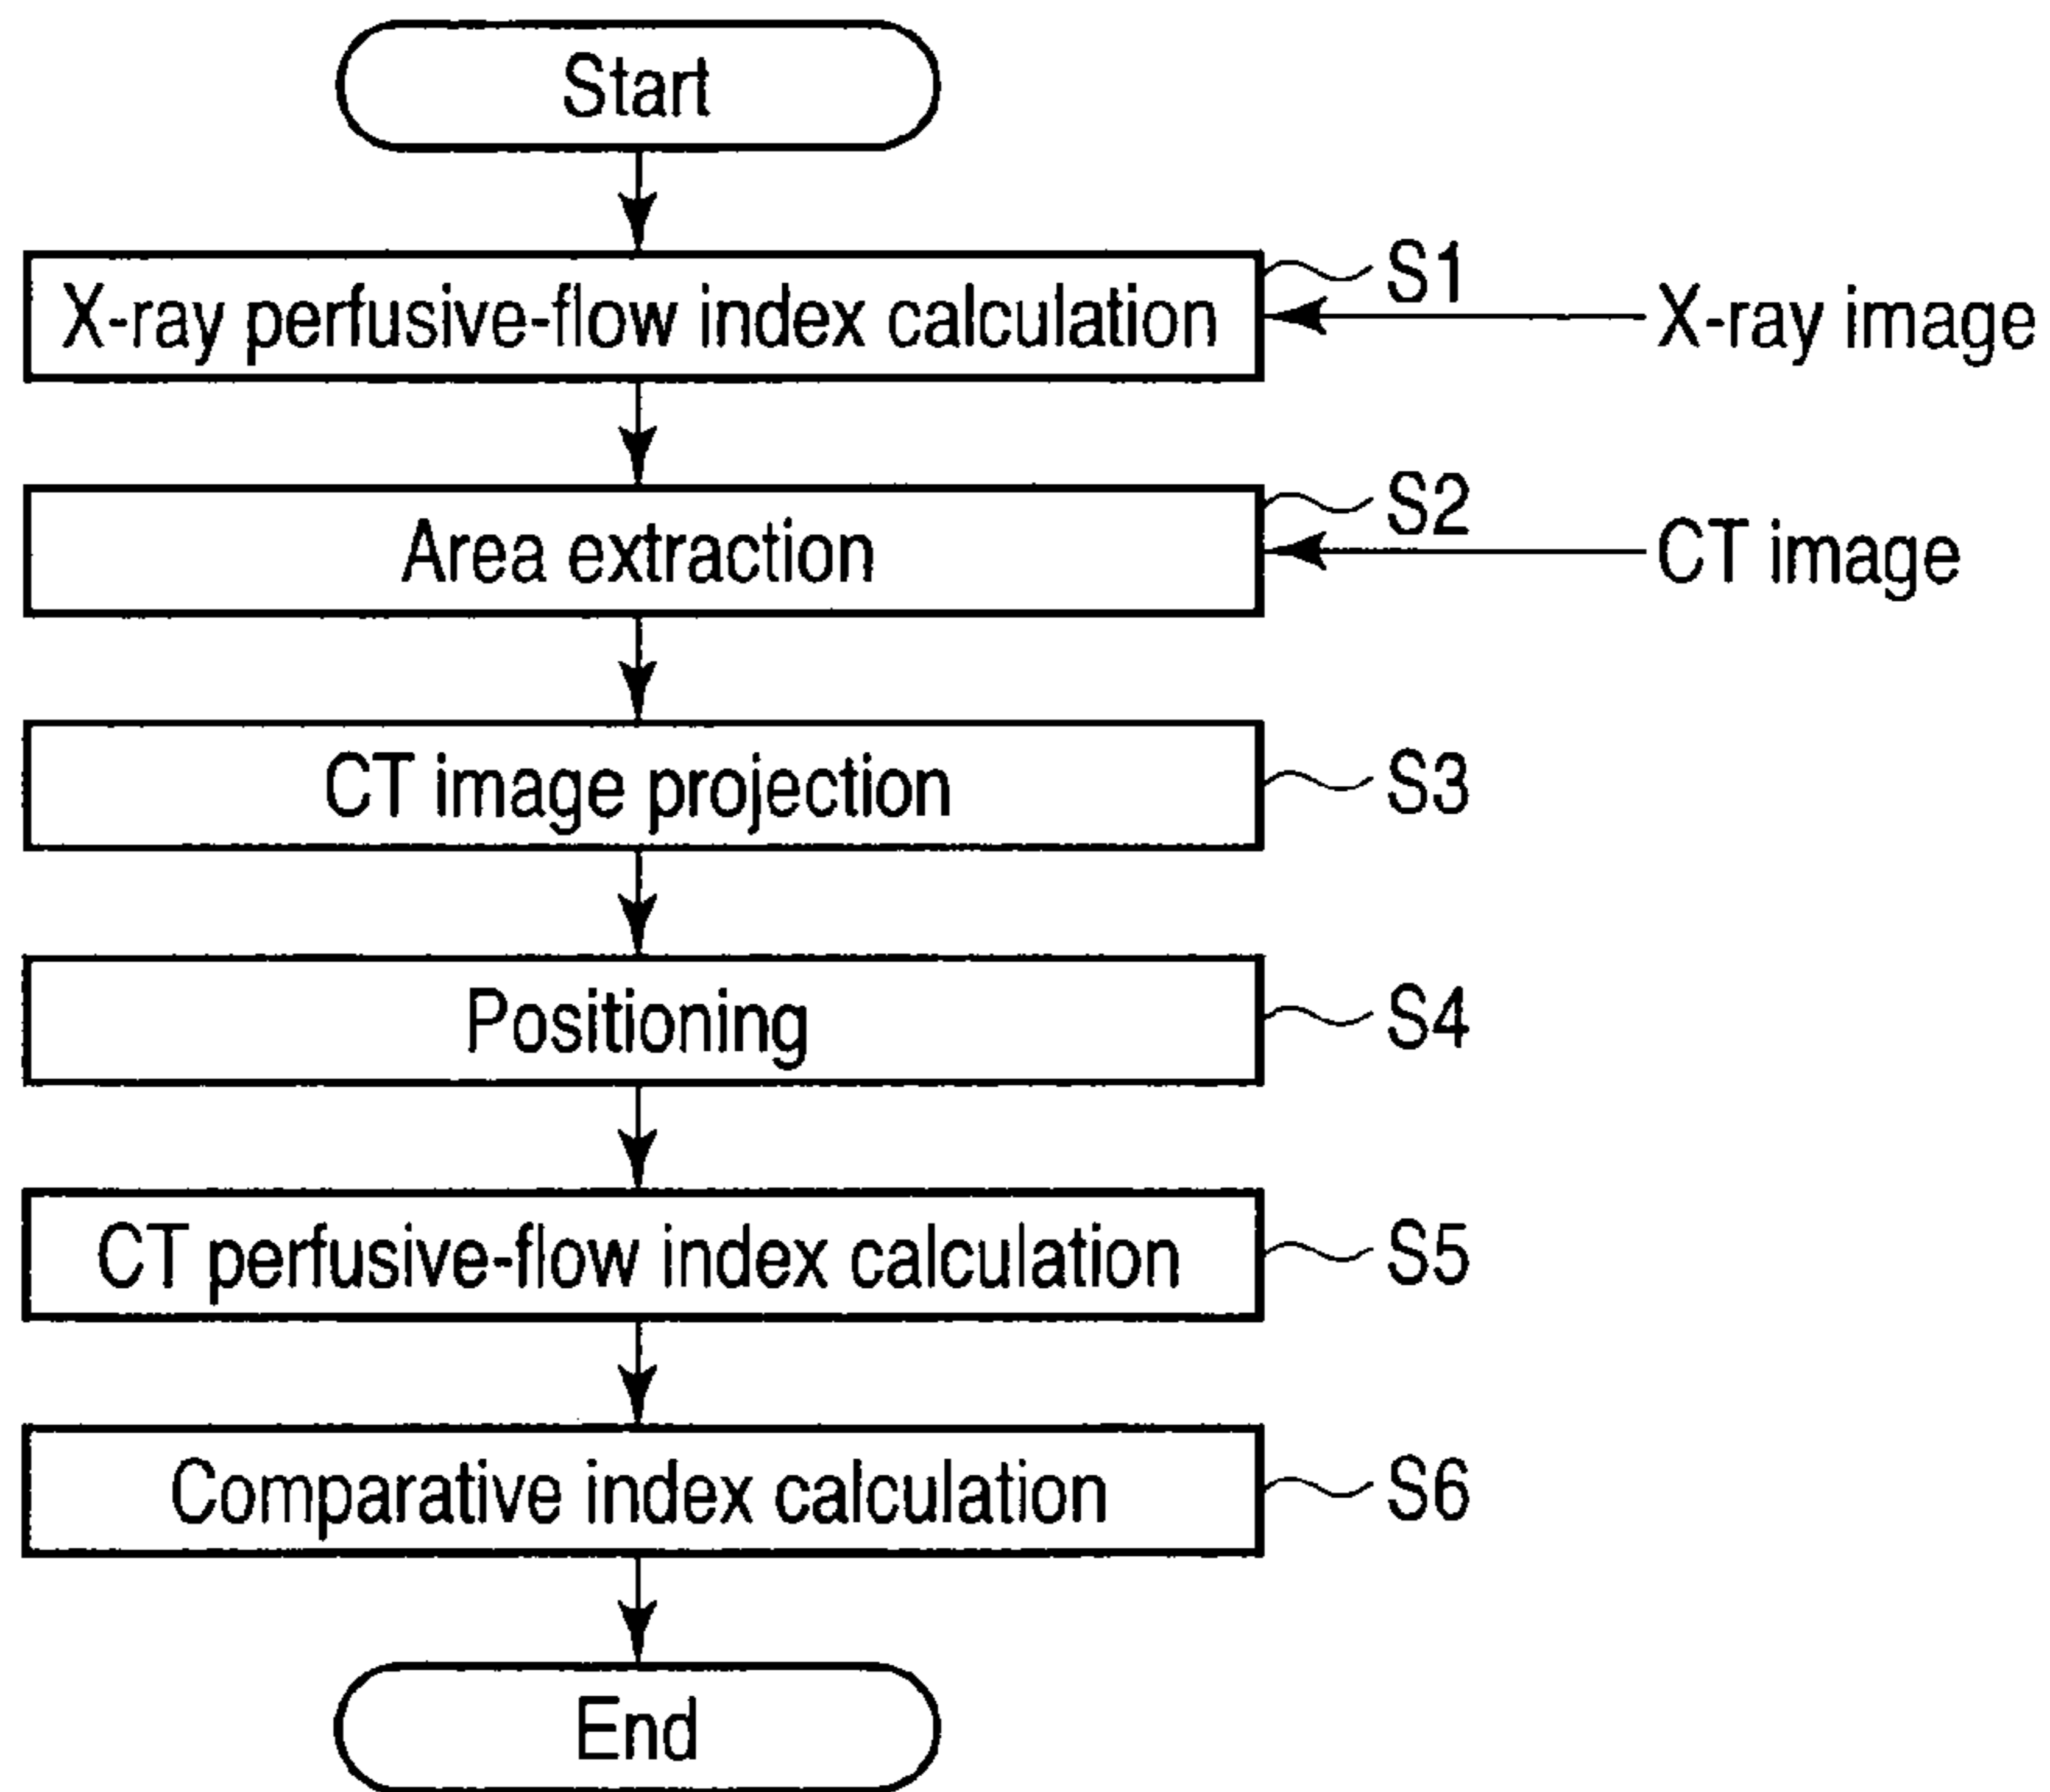 Start
X-ray perfusive-flow index calculation
S1
X-ray image
Area extraction
S2
CT image
CT image projection
S3
Positioning
S4
CT perfusive-flow index calculation
S5
Comparative index calculation
S6
End